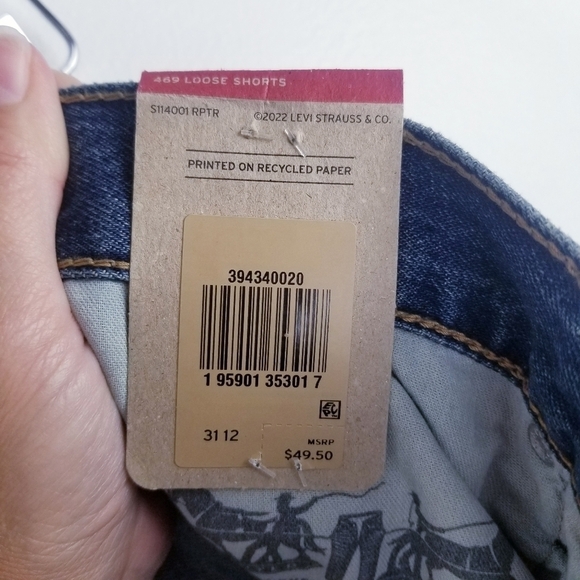 469 LOOSE SHORTS
S114001 RPTR ©2022 LEVI STRAUSS & CO.
PRINTED ON RECYCLED PAPER
394340020
1 95901 35301 7
31 12
MSRP
$49.50